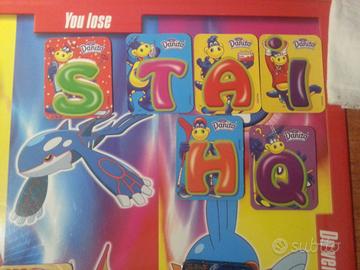 You lose
Danito Danito Danito Danito
S T A I
Danito Danito
H Q
subito